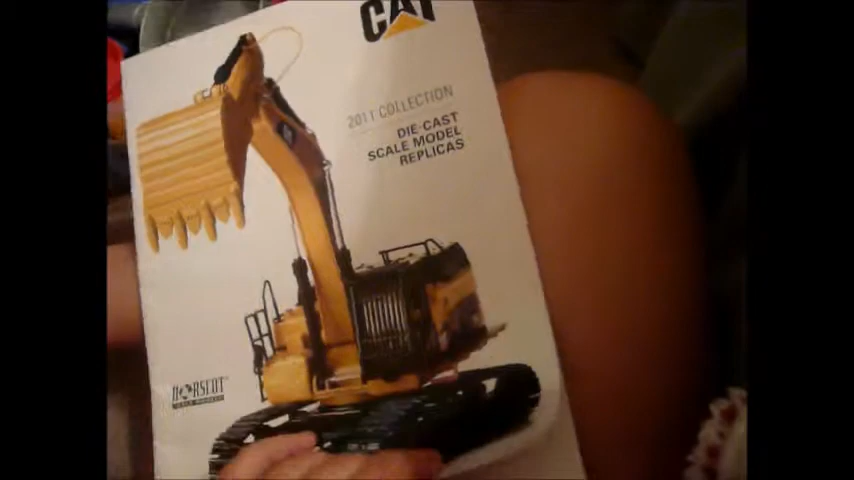 CAT
2011 COLLECTION
DIE-CAST
SCALE MODEL
REPLICAS
NORSCOT